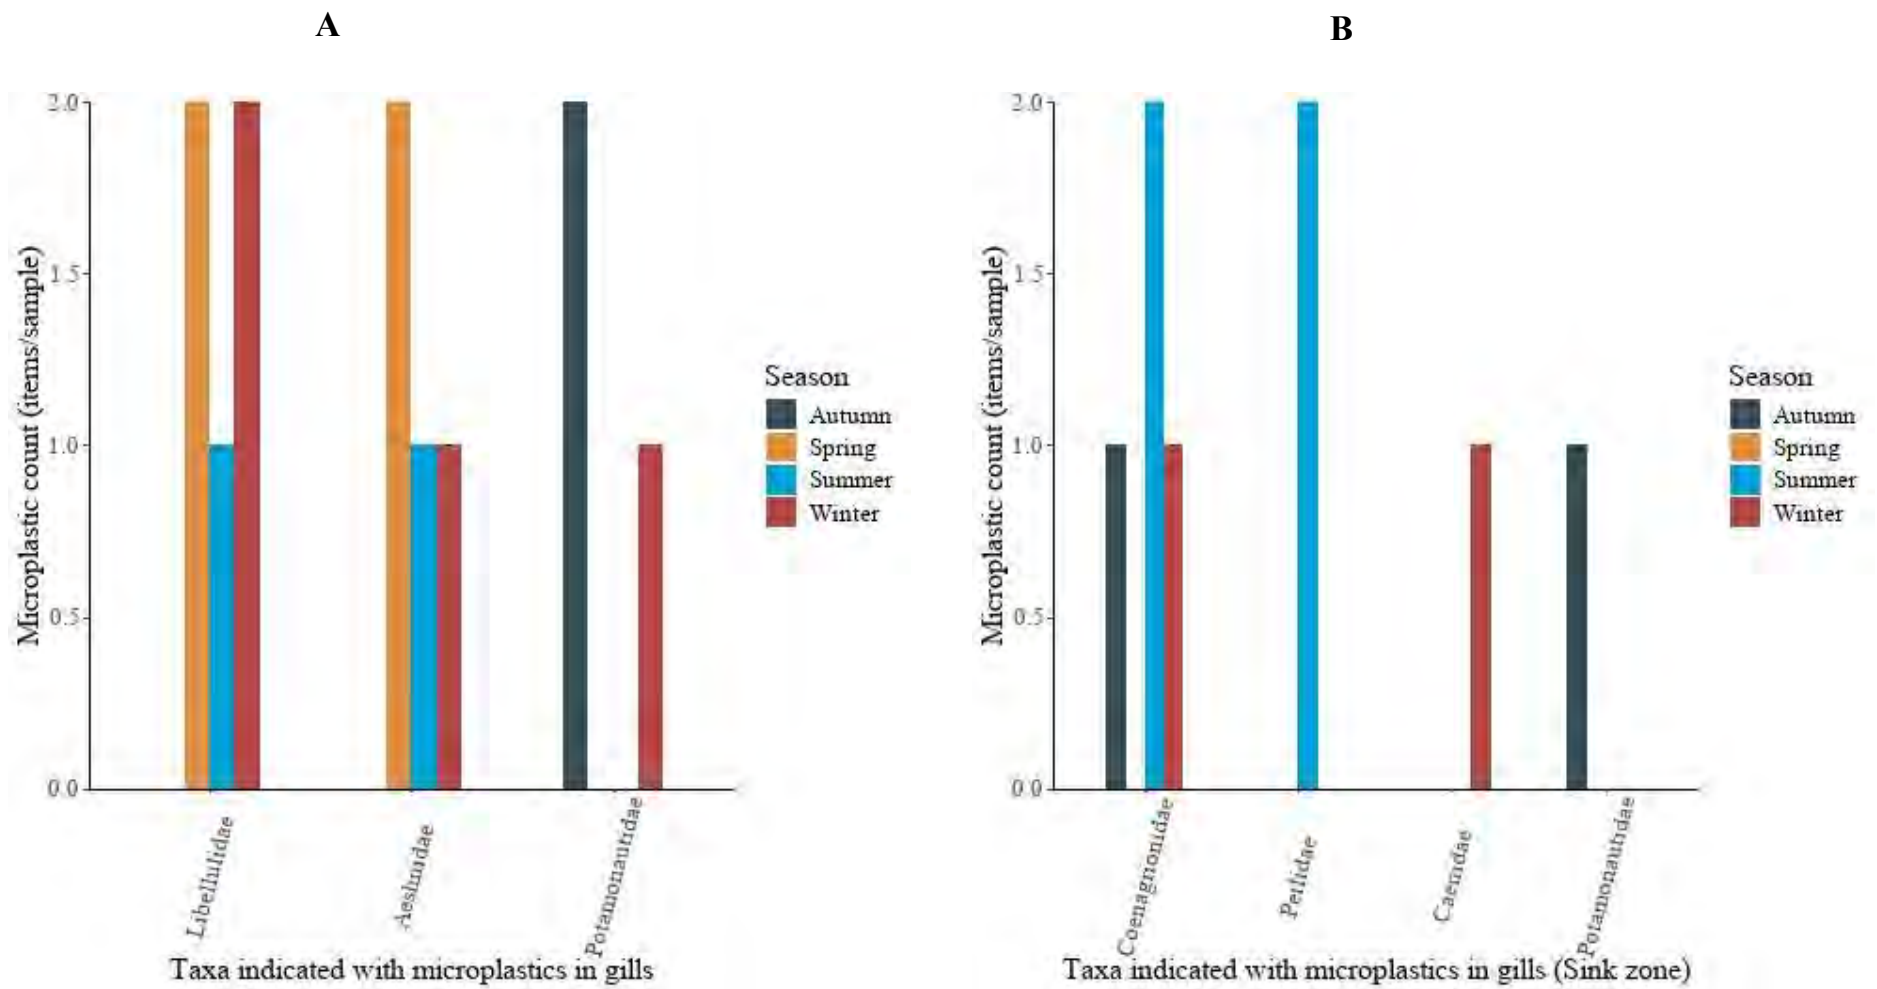 A
B
2.0
1.5
1.0
0.5
0.0
Microplastic count (items/sample)
Libellulidae
Aeshnidae
Potamonautidae
Taxa indicated with microplastics in gills
Season
Autumn
Spring
Summer
Winter
2.0
1.5
1.0
0.5
0.0
Microplastic count (items/sample)
Coenagrionidae
Perlidae
Caenidae
Potamonautidae
Taxa indicated with microplastics in gills (Sink zone)
Season
Autumn
Spring
Summer
Winter